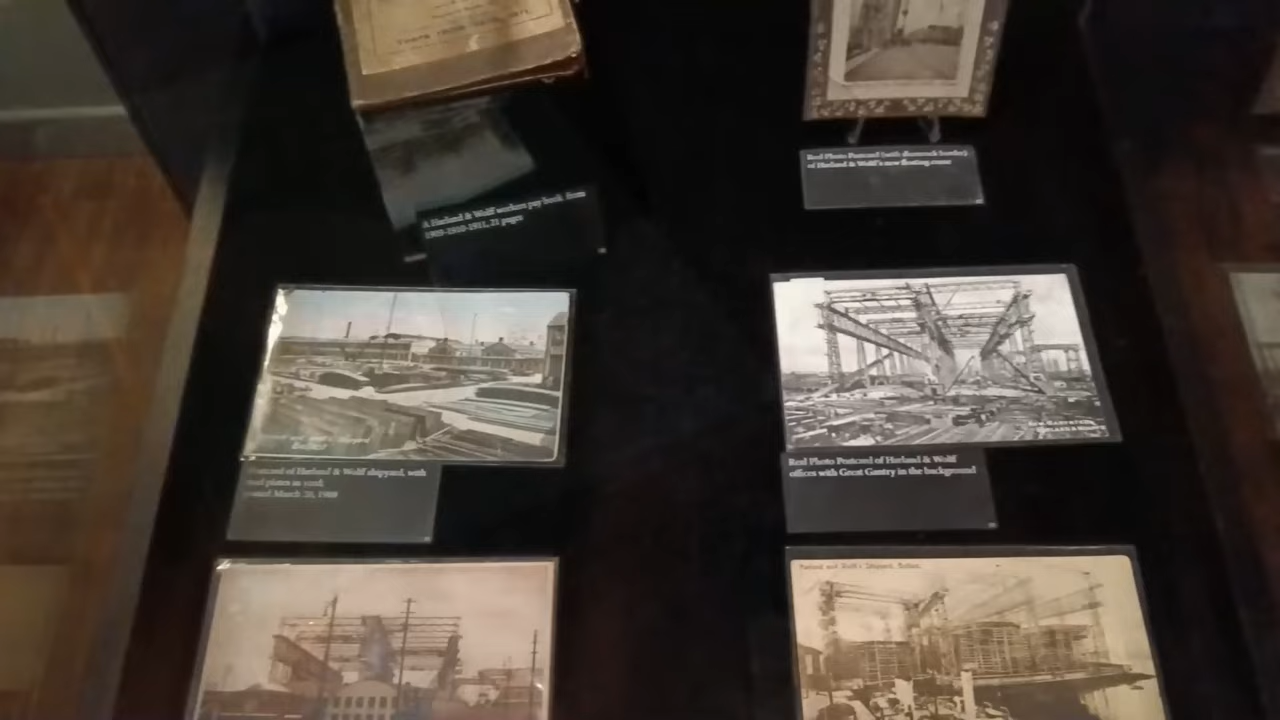 Real Photo Postcard (with shamrock border)
of Harland & Wolff's new floating crane
A Harland & Wolff workers pay book, from
1909-1910-1911, 21 pages
Postcard of Harland & Wolff shipyard, with
steel plates in yard;
posted March 20, 1909
Real Photo Postcard of Harland & Wolff
offices with Great Gantry in the background
Harland and Wolff's Shipyard, Belfast.